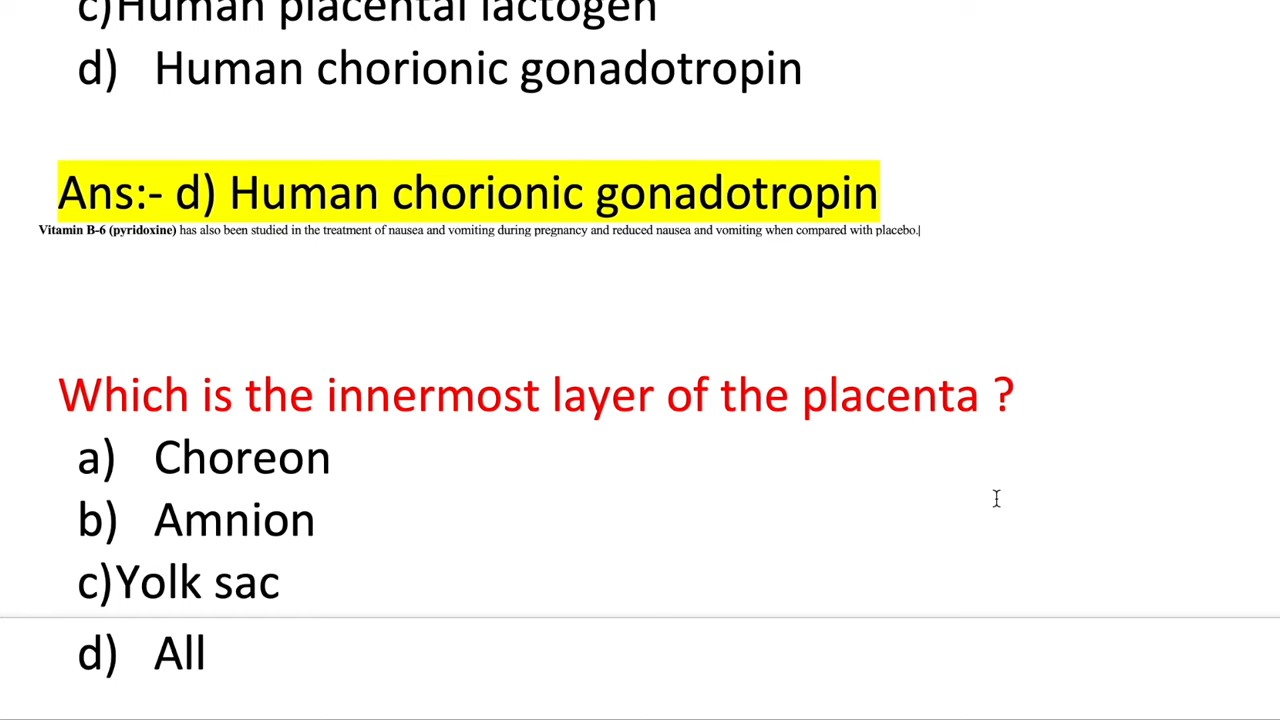 c)Human placental lactogen
d) Human chorionic gonadotropin
Ans:- d) Human chorionic gonadotropin
Vitamin B-6 (pyridoxine) has also been studied in the treatment of nausea and vomiting during pregnancy and reduced nausea and vomiting when compared with placebo.
Which is the innermost layer of the placenta ?
a) Choreon
b) Amnion
c)Yolk sac
d) All